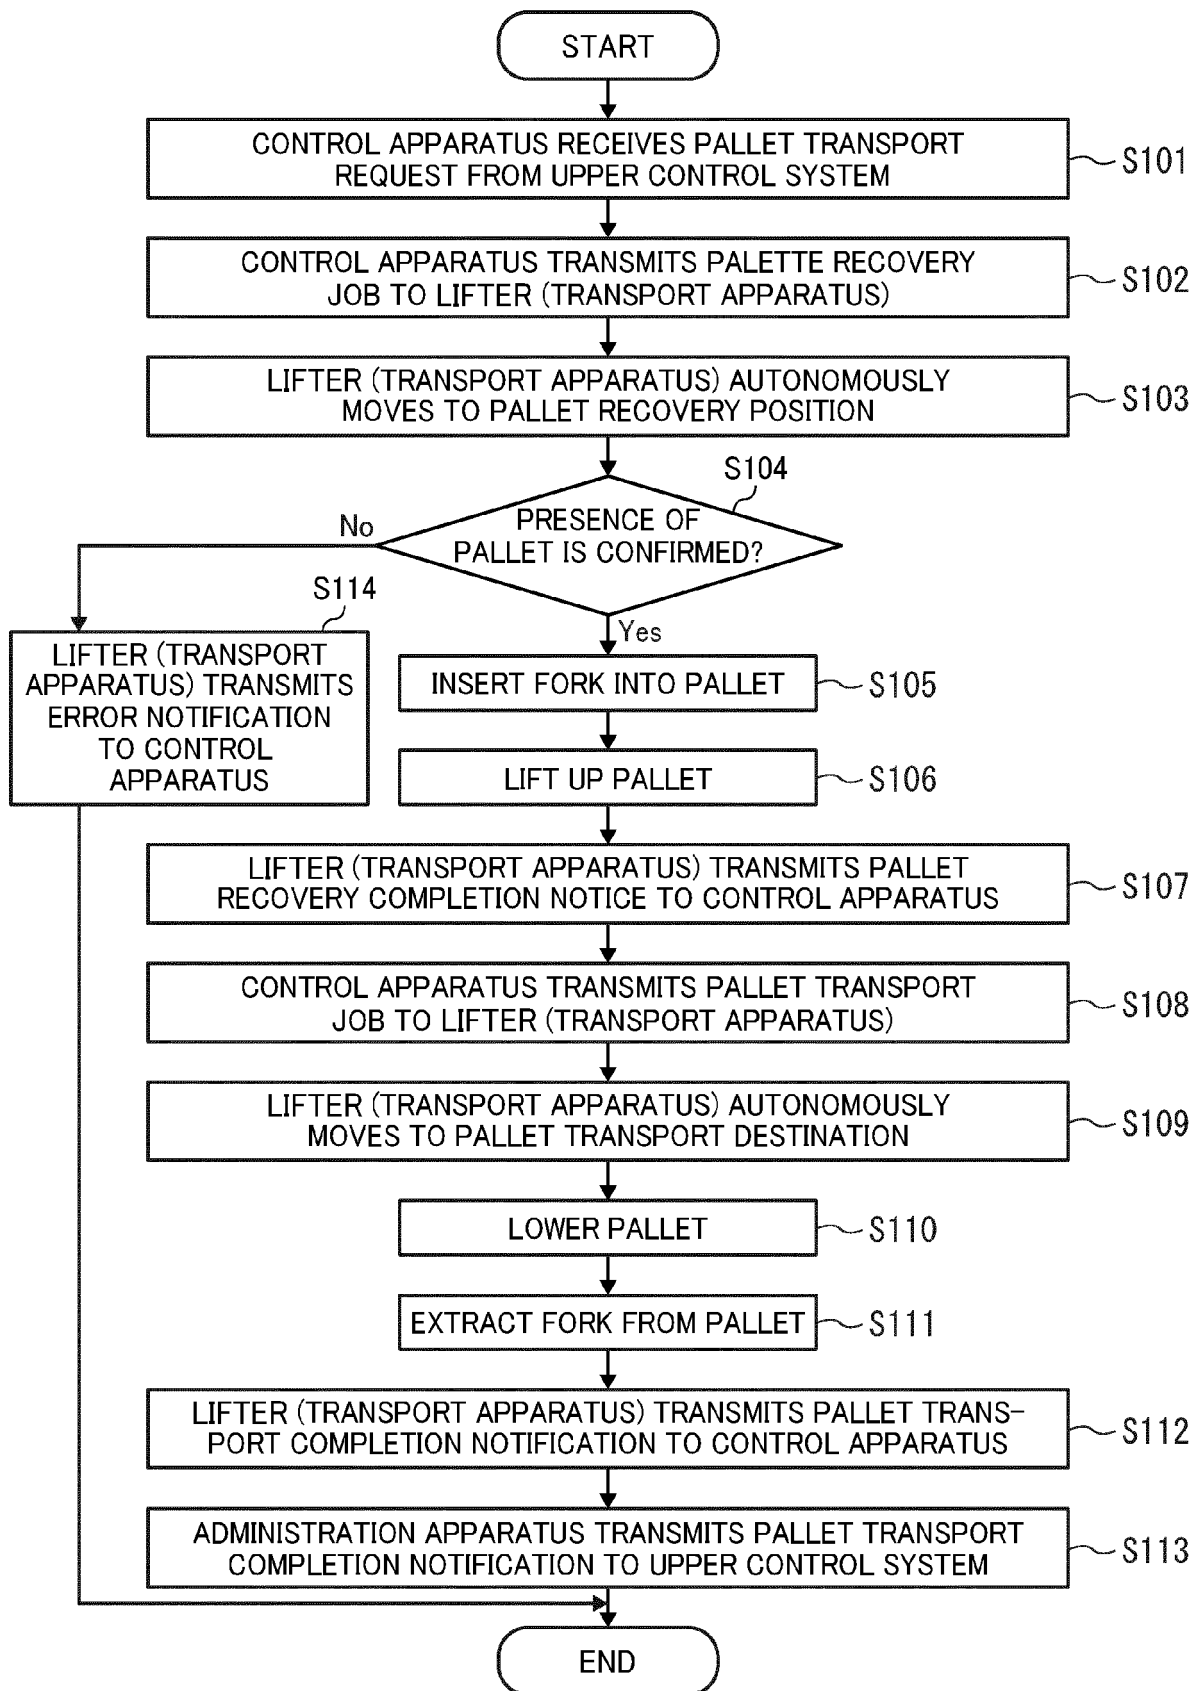 START
CONTROL APPARATUS RECEIVES PALLET TRANSPORT
REQUEST FROM UPPER CONTROL SYSTEM
S101
CONTROL APPARATUS TRANSMITS PALETTE RECOVERY
JOB TO LIFTER (TRANSPORT APPARATUS)
S102
LIFTER (TRANSPORT APPARATUS) AUTONOMOUSLY
MOVES TO PALLET RECOVERY POSITION
S103
S104
PRESENCE OF
PALLET IS CONFIRMED?
No
Yes
S114
LIFTER (TRANSPORT
APPARATUS) TRANSMITS
ERROR NOTIFICATION
TO CONTROL
APPARATUS
INSERT FORK INTO PALLET
S105
LIFT UP PALLET
S106
LIFTER (TRANSPORT APPARATUS) TRANSMITS PALLET
RECOVERY COMPLETION NOTICE TO CONTROL APPARATUS
S107
CONTROL APPARATUS TRANSMITS PALLET TRANSPORT
JOB TO LIFTER (TRANSPORT APPARATUS)
S108
LIFTER (TRANSPORT APPARATUS) AUTONOMOUSLY
MOVES TO PALLET TRANSPORT DESTINATION
S109
LOWER PALLET
S110
EXTRACT FORK FROM PALLET
S111
LIFTER (TRANSPORT APPARATUS) TRANSMITS PALLET TRANS-
PORT COMPLETION NOTIFICATION TO CONTROL APPARATUS
S112
ADMINISTRATION APPARATUS TRANSMITS PALLET TRANSPORT
COMPLETION NOTIFICATION TO UPPER CONTROL SYSTEM
S113
END